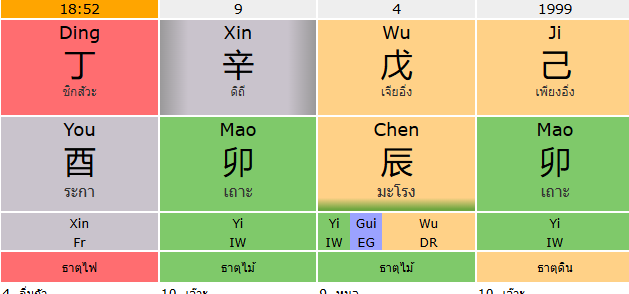 18:52 9 4 1999
Ding Xin Wu Ji
丁 辛 戊 己
ชิกสัวะ ดิถี เจียอิ่ง เพียงอิ่ง
You Mao Chen Mao
酉 卯 辰 卯
ระกา เถาะ มะโรง เถาะ
Xin Yi Yi Gui Wu Yi
Fr IW IW EG DR IW
ธาตุไฟ ธาตุไม้ ธาตุไม้ ธาตุดิน